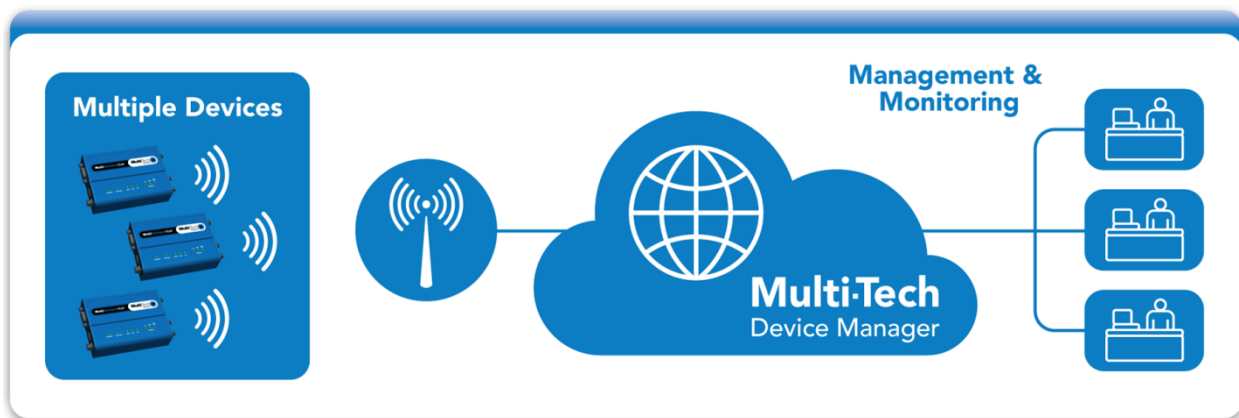 Multiple Devices
Management &
Monitoring
Multi-Tech
Device Manager